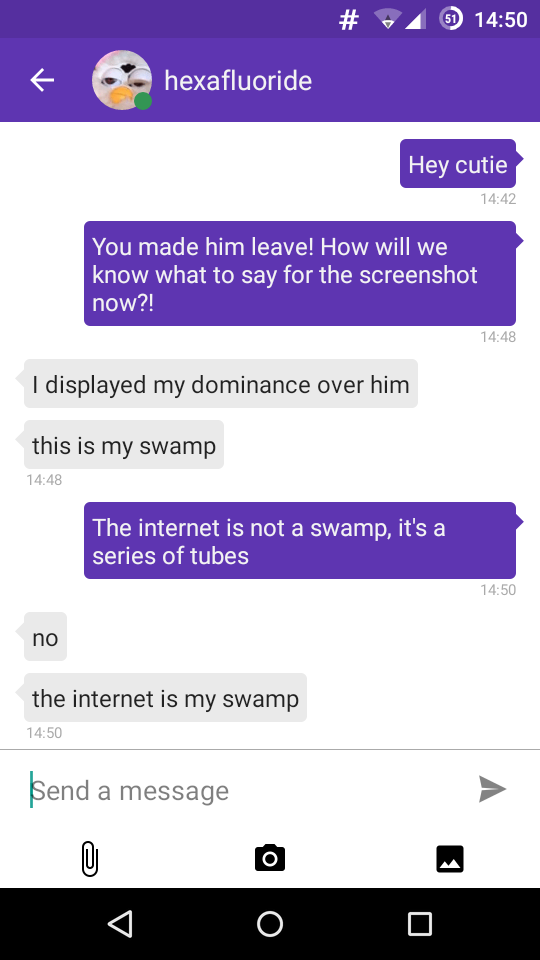 # 51 14:50
hexafluoride
Hey cutie
14:42
You made him leave! How will we
know what to say for the screenshot
now?!
14:48
I displayed my dominance over him
this is my swamp
14:48
The internet is not a swamp, it's a
series of tubes
14:50
no
the internet is my swamp
14:50
Send a message